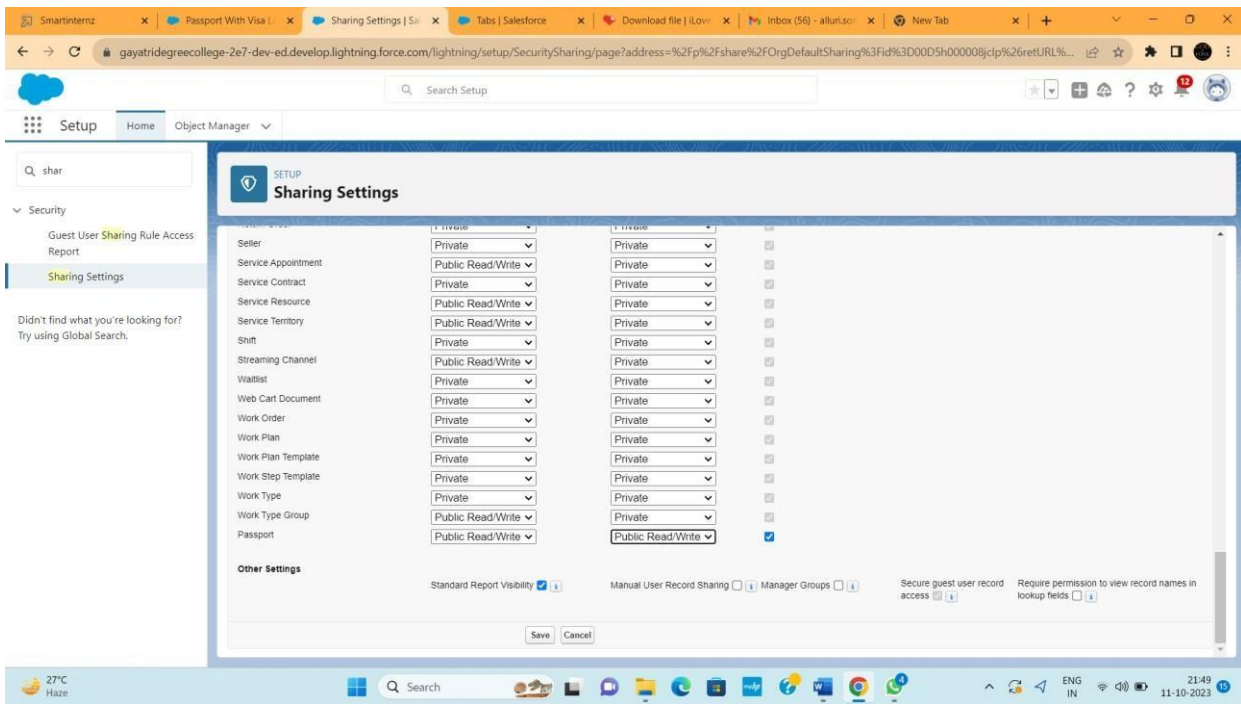 Smartinternz
Passport With Visa L
Sharing Settings | Sal
Tabs | Salesforce
Download file | iLove
Inbox (56) - alluri.sor
New Tab
gayatridegreecollege-2e7-dev-ed.develop.lightning.force.com/lightning/setup/SecuritySharing/page?address=%2Fp%2Fshare%2FOrgDefaultSharing%3Fid%3D00D5h000008jclp%26retURL%...
Search Setup
12
Setup Home Object Manager
shar
Security
Guest User Sharing Rule Access
Report
Sharing Settings
Didn't find what you're looking for?
Try using Global Search.
SETUP
Sharing Settings
Return Order Private Private
Seller Private Private
Service Appointment Public Read/Write Private
Service Contract Private Private
Service Resource Public Read/Write Private
Service Territory Public Read/Write Private
Shift Private Private
Streaming Channel Public Read/Write Private
Waitlist Private Private
Web Cart Document Private Private
Work Order Private Private
Work Plan Private Private
Work Plan Template Private Private
Work Step Template Private Private
Work Type Private Private
Work Type Group Public Read/Write Private
Passport Public Read/Write Public Read/Write
Other Settings
Standard Report Visibility
Manual User Record Sharing
Manager Groups
Secure guest user record
access
Require permission to view record names in
lookup fields
Save Cancel
27°C
Haze
Search
4
ENG
IN
21:49
11-10-2023
15